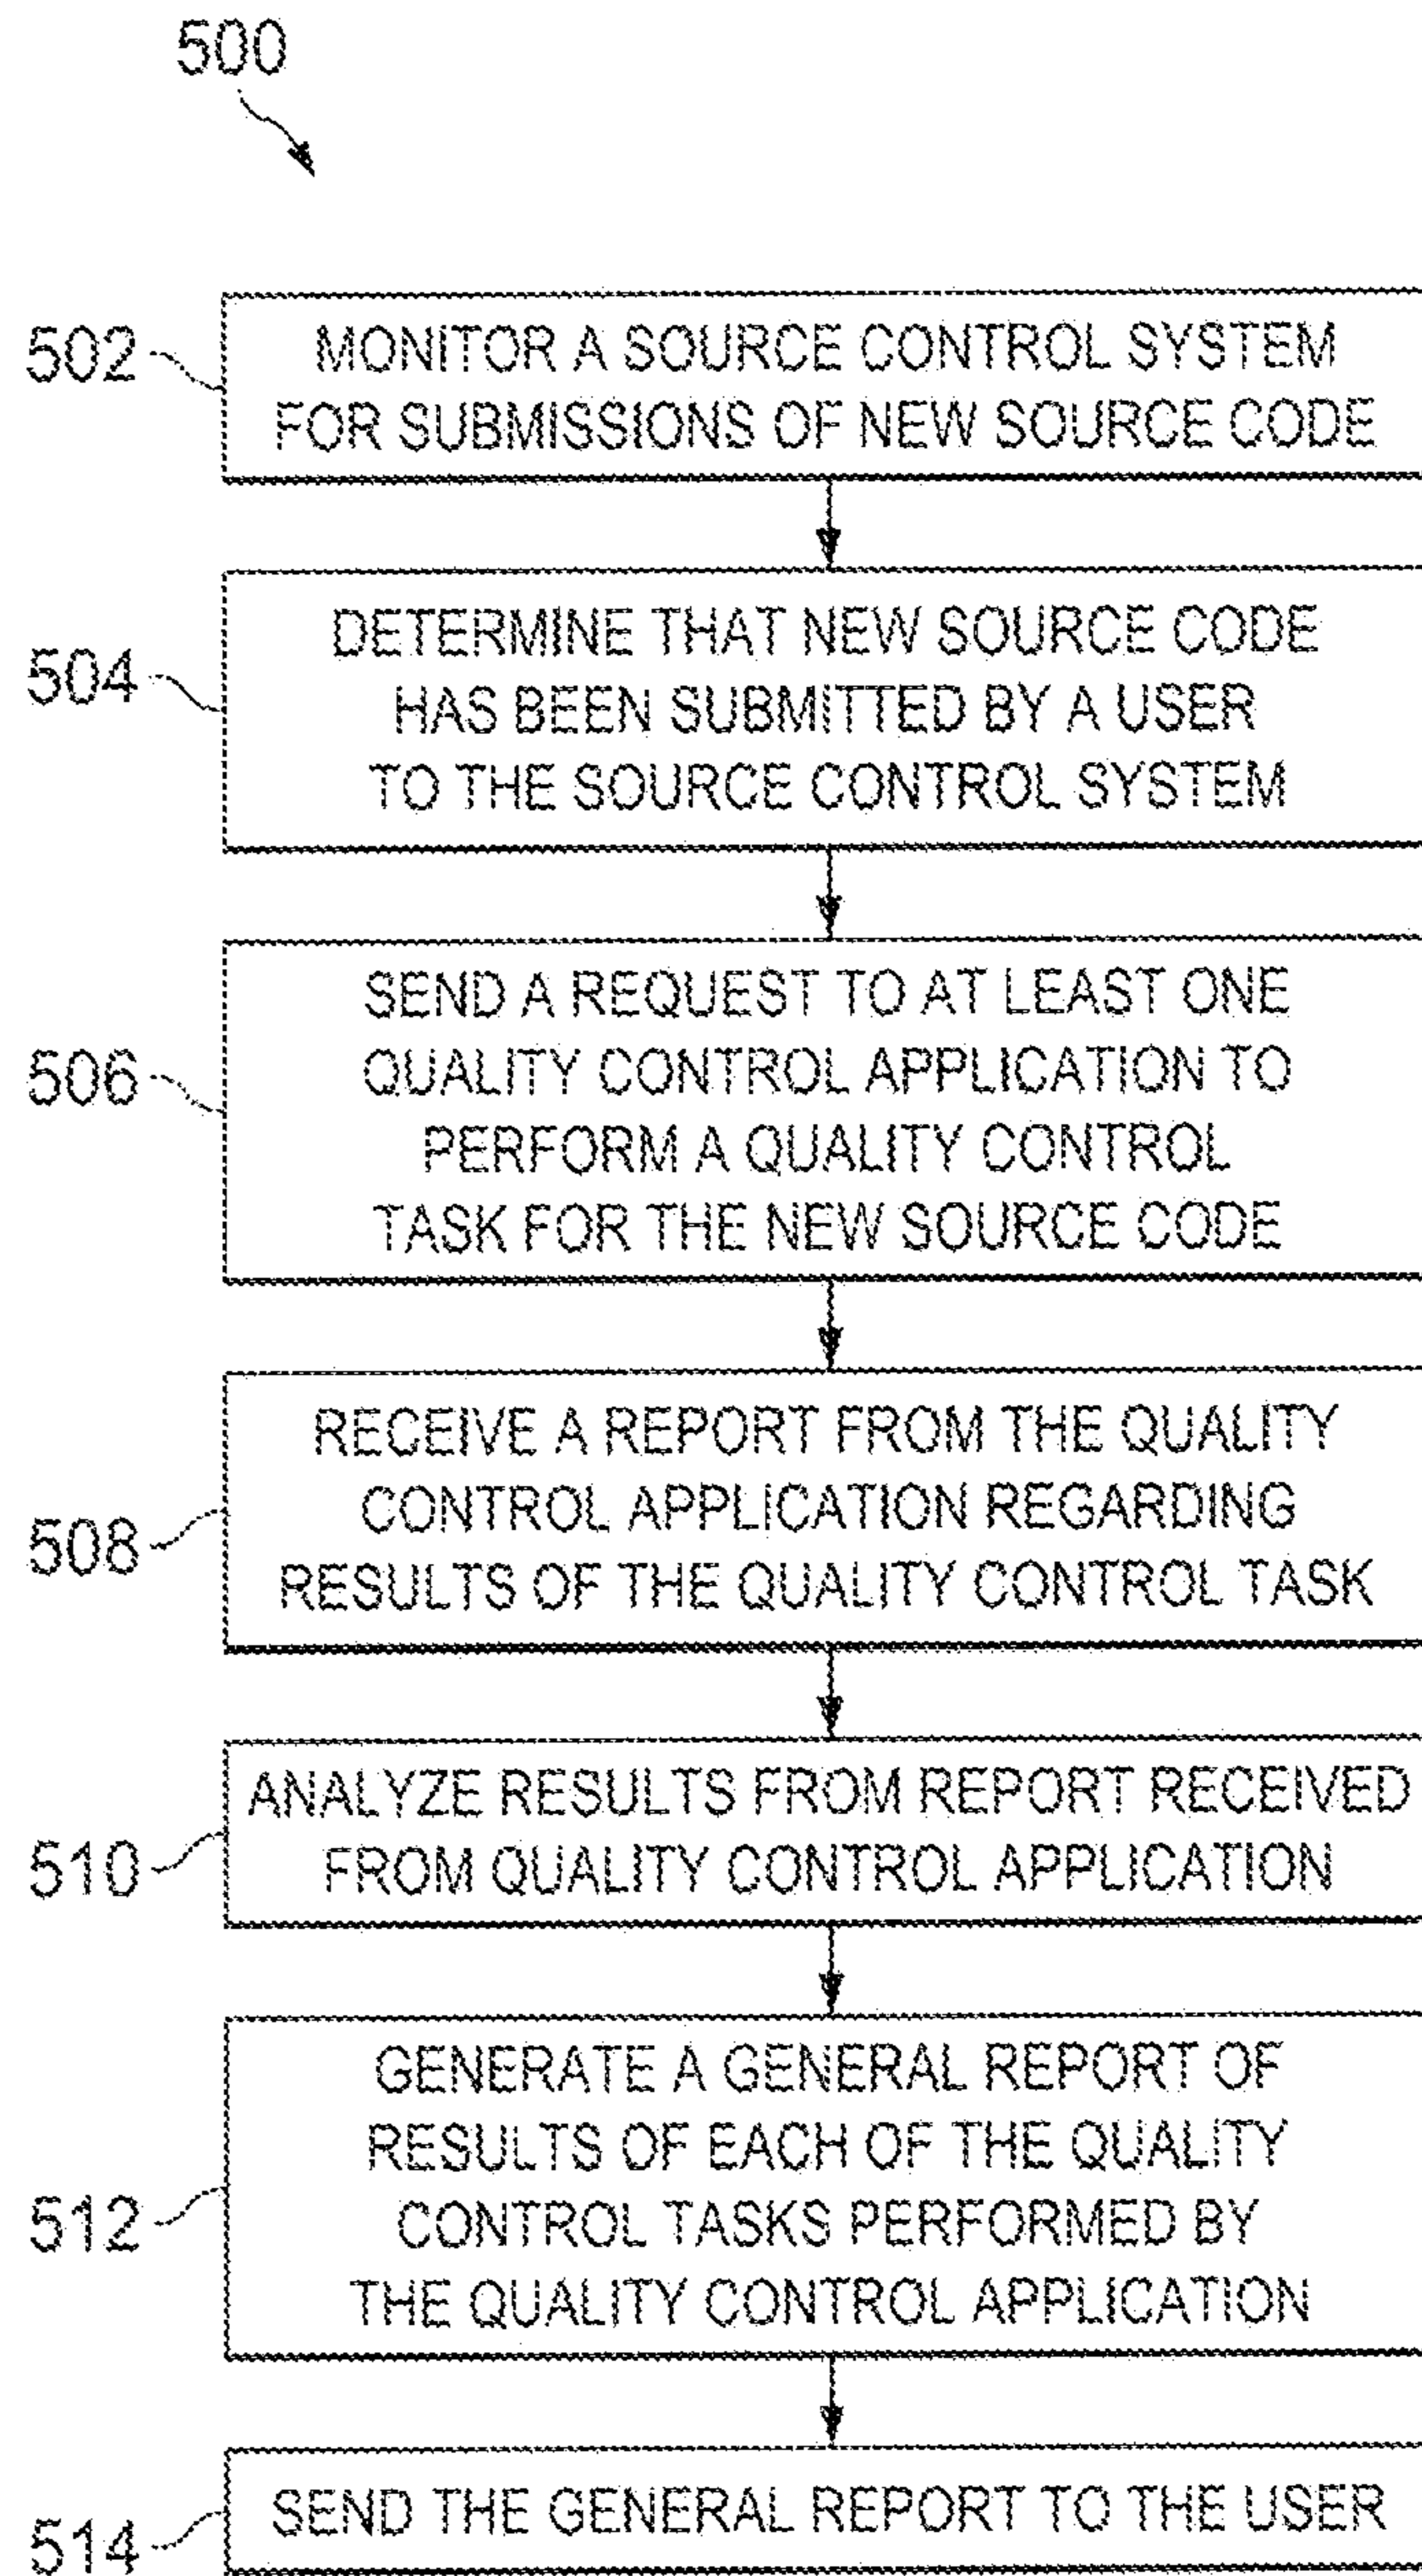 500
502
MONITOR A SOURCE CONTROL SYSTEM
FOR SUBMISSIONS OF NEW SOURCE CODE
504
DETERMINE THAT NEW SOURCE CODE
HAS BEEN SUBMITTED BY A USER
TO THE SOURCE CONTROL SYSTEM
506
SEND A REQUEST TO AT LEAST ONE
QUALITY CONTROL APPLICATION TO
PERFORM A QUALITY CONTROL
TASK FOR THE NEW SOURCE CODE
508
RECEIVE A REPORT FROM THE QUALITY
CONTROL APPLICATION REGARDING
RESULTS OF THE QUALITY CONTROL TASK
510
ANALYZE RESULTS FROM REPORT RECEIVED
FROM QUALITY CONTROL APPLICATION
512
GENERATE A GENERAL REPORT OF
RESULTS OF EACH OF THE QUALITY
CONTROL TASKS PERFORMED BY
THE QUALITY CONTROL APPLICATION
514
SEND THE GENERAL REPORT TO THE USER